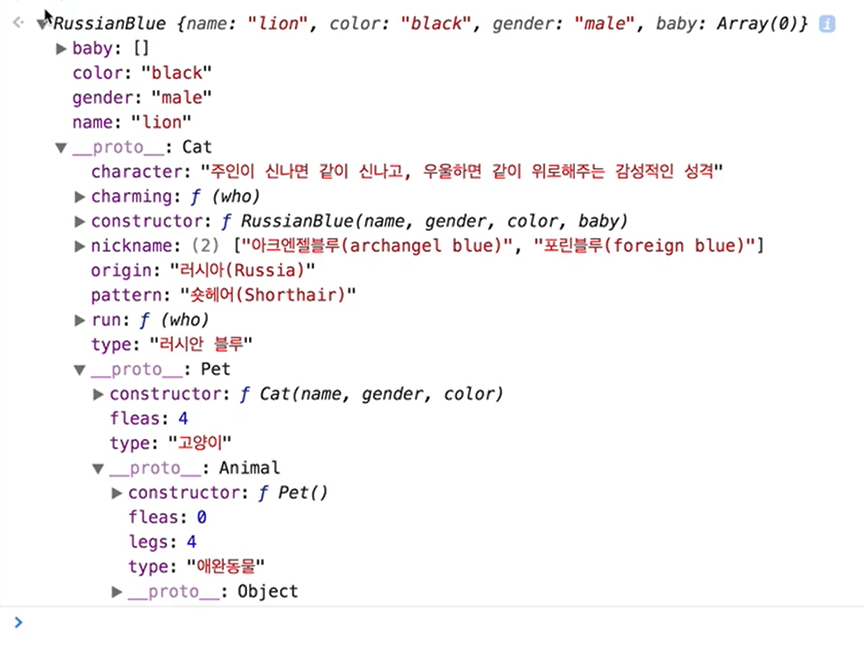 RussianBlue {name: "lion", color: "black", gender: "male", baby: Array(0)} i
baby: []
color: "black"
gender: "male"
name: "lion"
__proto__: Cat
character: "주인이 신나면 같이 신나고, 우울하면 같이 위로해주는 감성적인 성격"
charming: ƒ (who)
constructor: ƒ RussianBlue(name, gender, color, baby)
nickname: (2) ["아크엔젤블루(archangel blue)", "포린블루(foreign blue)"]
origin: "러시아(Russia)"
pattern: "숏헤어(Shorthair)"
run: ƒ (who)
type: "러시안 블루"
__proto__: Pet
constructor: ƒ Cat(name, gender, color)
fleas: 4
type: "고양이"
__proto__: Animal
constructor: ƒ Pet()
fleas: 0
legs: 4
type: "애완동물"
__proto__: Object